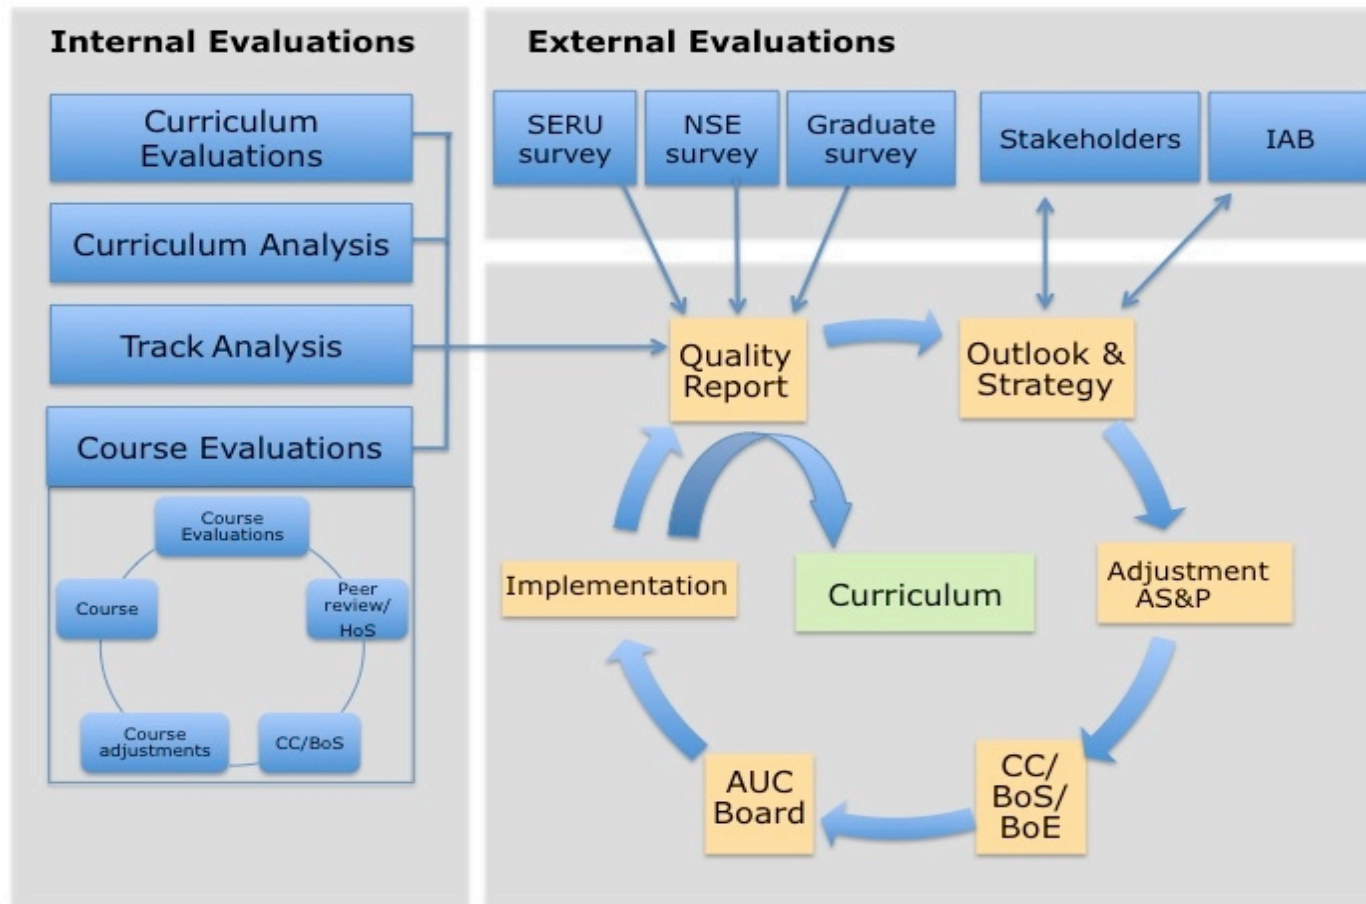 Internal Evaluations
Curriculum
Evaluations
Curriculum Analysis
Track Analysis
Course Evaluations
Course
Evaluations
Peer
review/
HoS
CC/BoS
Course
adjustments
Course
External Evaluations
SERU
survey
NSE
survey
Graduate
survey
Stakeholders
IAB
Quality
Report
Outlook &
Strategy
Adjustment
AS&P
CC/
BoS/
BoE
AUC
Board
Implementation
Curriculum